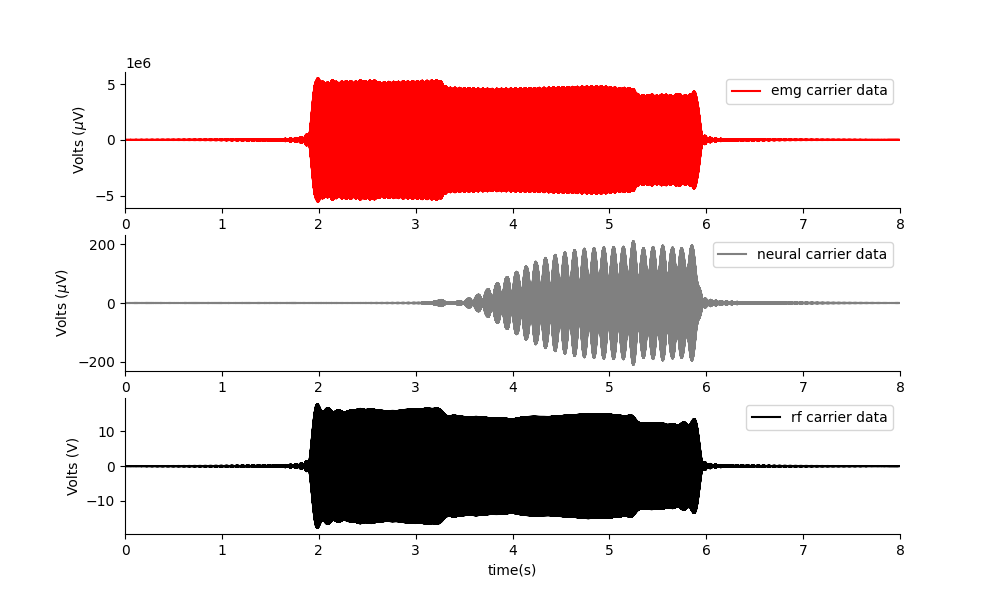 1e6
5
0
−5
Volts (μV)
emg carrier data
0 1 2 3 4 5 6 7 8
200
0
−200
Volts (μV)
neural carrier data
0 1 2 3 4 5 6 7 8
10
0
−10
Volts (V)
rf carrier data
0 1 2 3 4 5 6 7 8
time(s)